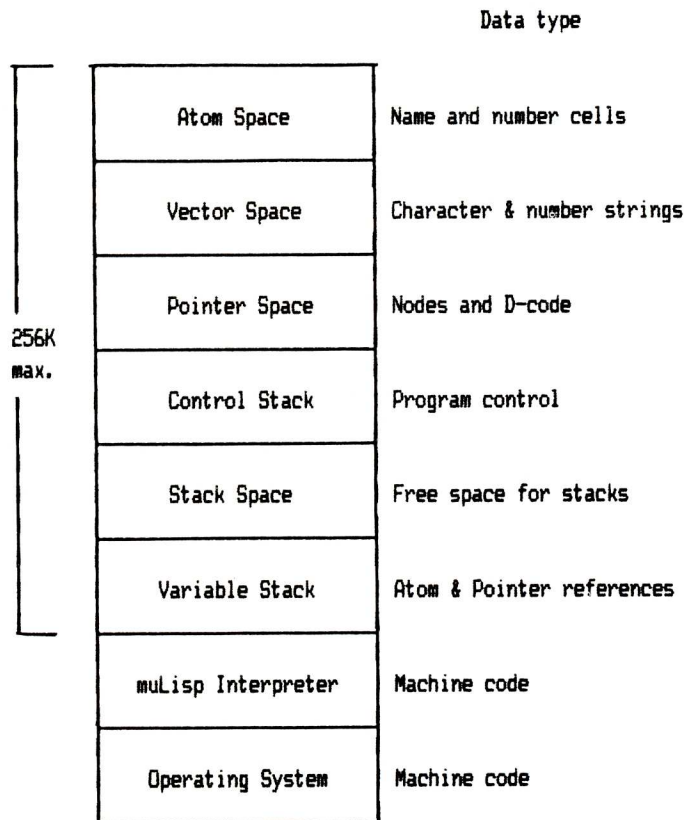 Data type
Atom Space Name and number cells
Vector Space Character & number strings
Pointer Space Nodes and D-code
256K
max.
Control Stack Program control
Stack Space Free space for stacks
Variable Stack Atom & Pointer references
muLisp Interpreter Machine code
Operating System Machine code